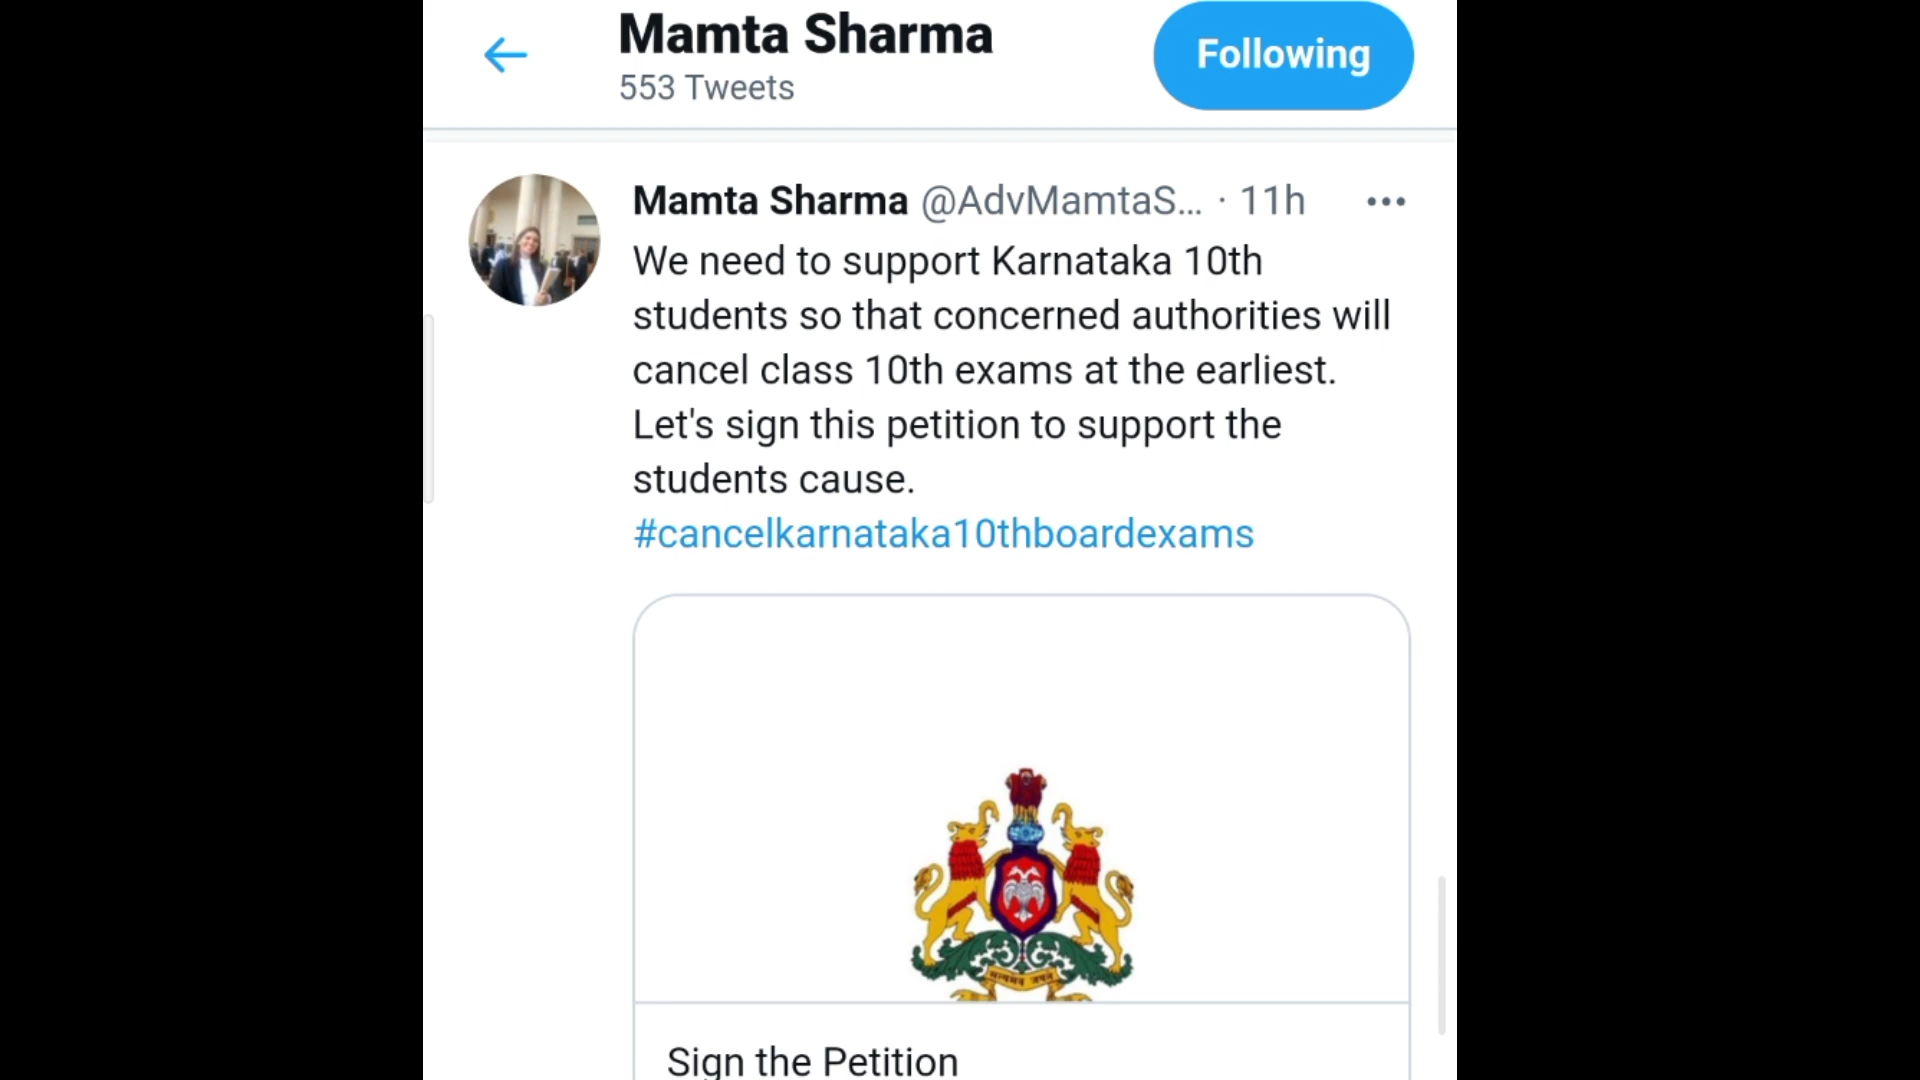 Mamta Sharma
553 Tweets
Following
Mamta Sharma @AdvMamtaS... · 11h
We need to support Karnataka 10th
students so that concerned authorities will
cancel class 10th exams at the earliest.
Let's sign this petition to support the
students cause.
#cancelkarnataka10thboardexams
Sign the Petition